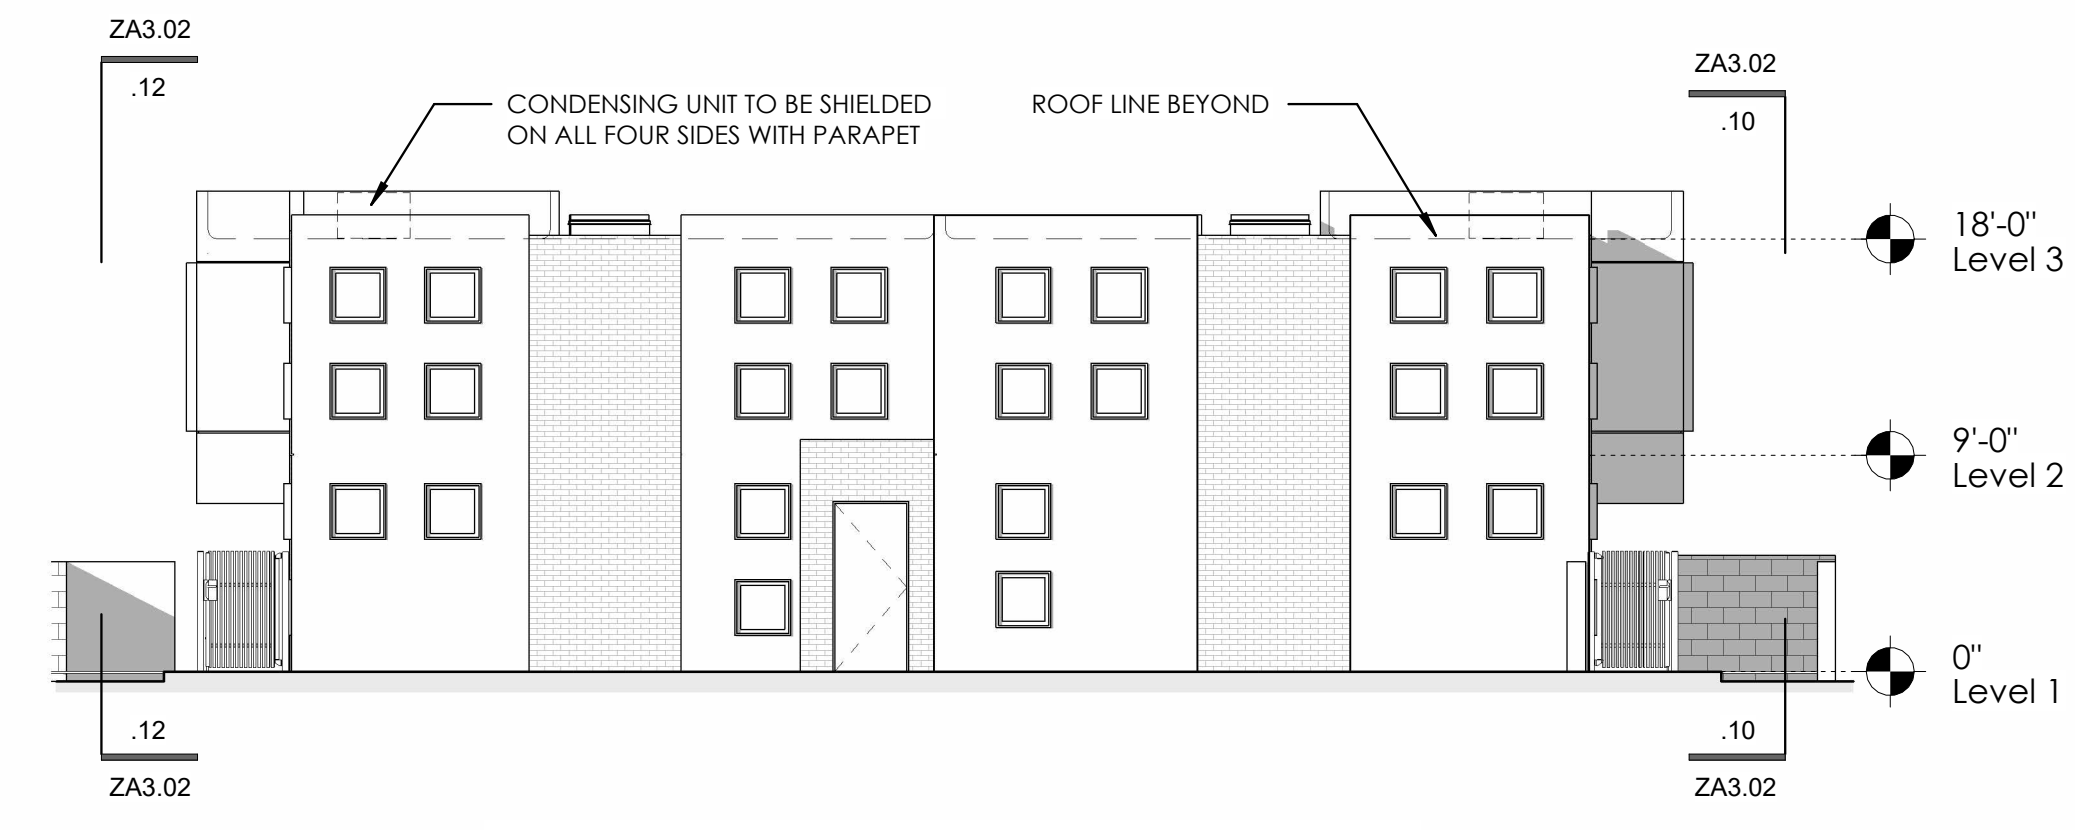 ZA3.02
.12
ZA3.02
.10
CONDENSING UNIT TO BE SHIELDED
ON ALL FOUR SIDES WITH PARAPET
ROOF LINE BEYOND
18'-0"
Level 3
9'-0"
Level 2
0"
Level 1
.12
ZA3.02
.10
ZA3.02